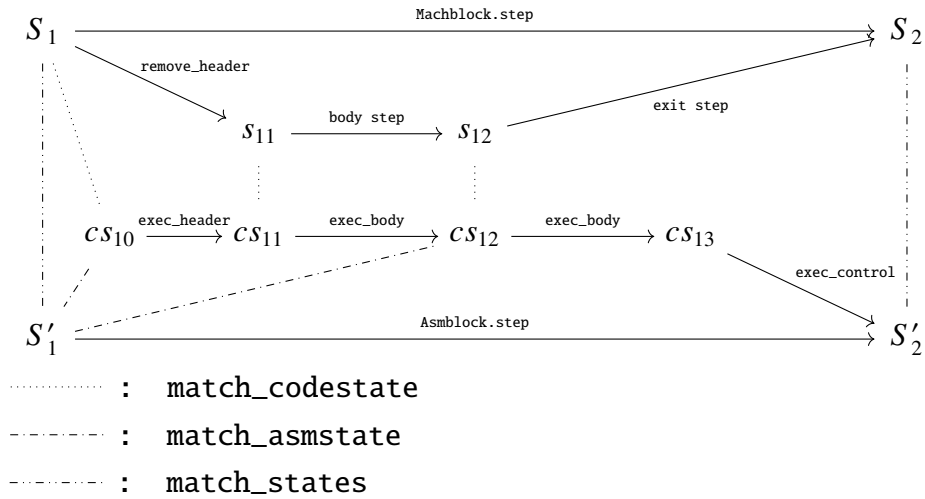 Machblock.step
S₁ S₂
remove_header
exit step
s₁₁ body step s₁₂
cs₁₀ exec_header cs₁₁ exec_body cs₁₂ exec_body cs₁₃
exec_control
Asmblock.step
S′₁ S′₂
: match_codestate
: match_asmstate
: match_states